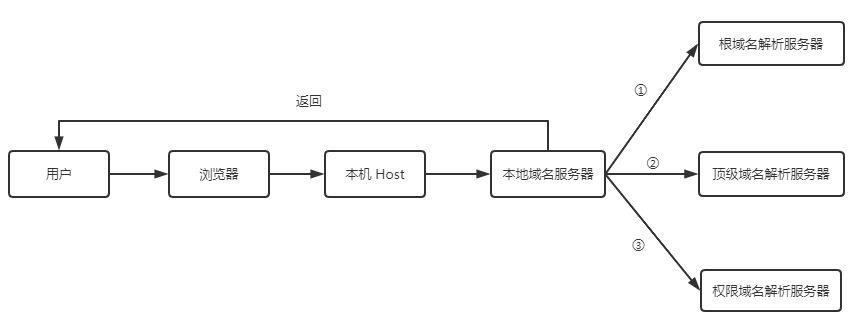 根域名解析服务器
①
返回
用户
浏览器
本机 Host
本地域名服务器
②
顶级域名解析服务器
③
权限域名解析服务器